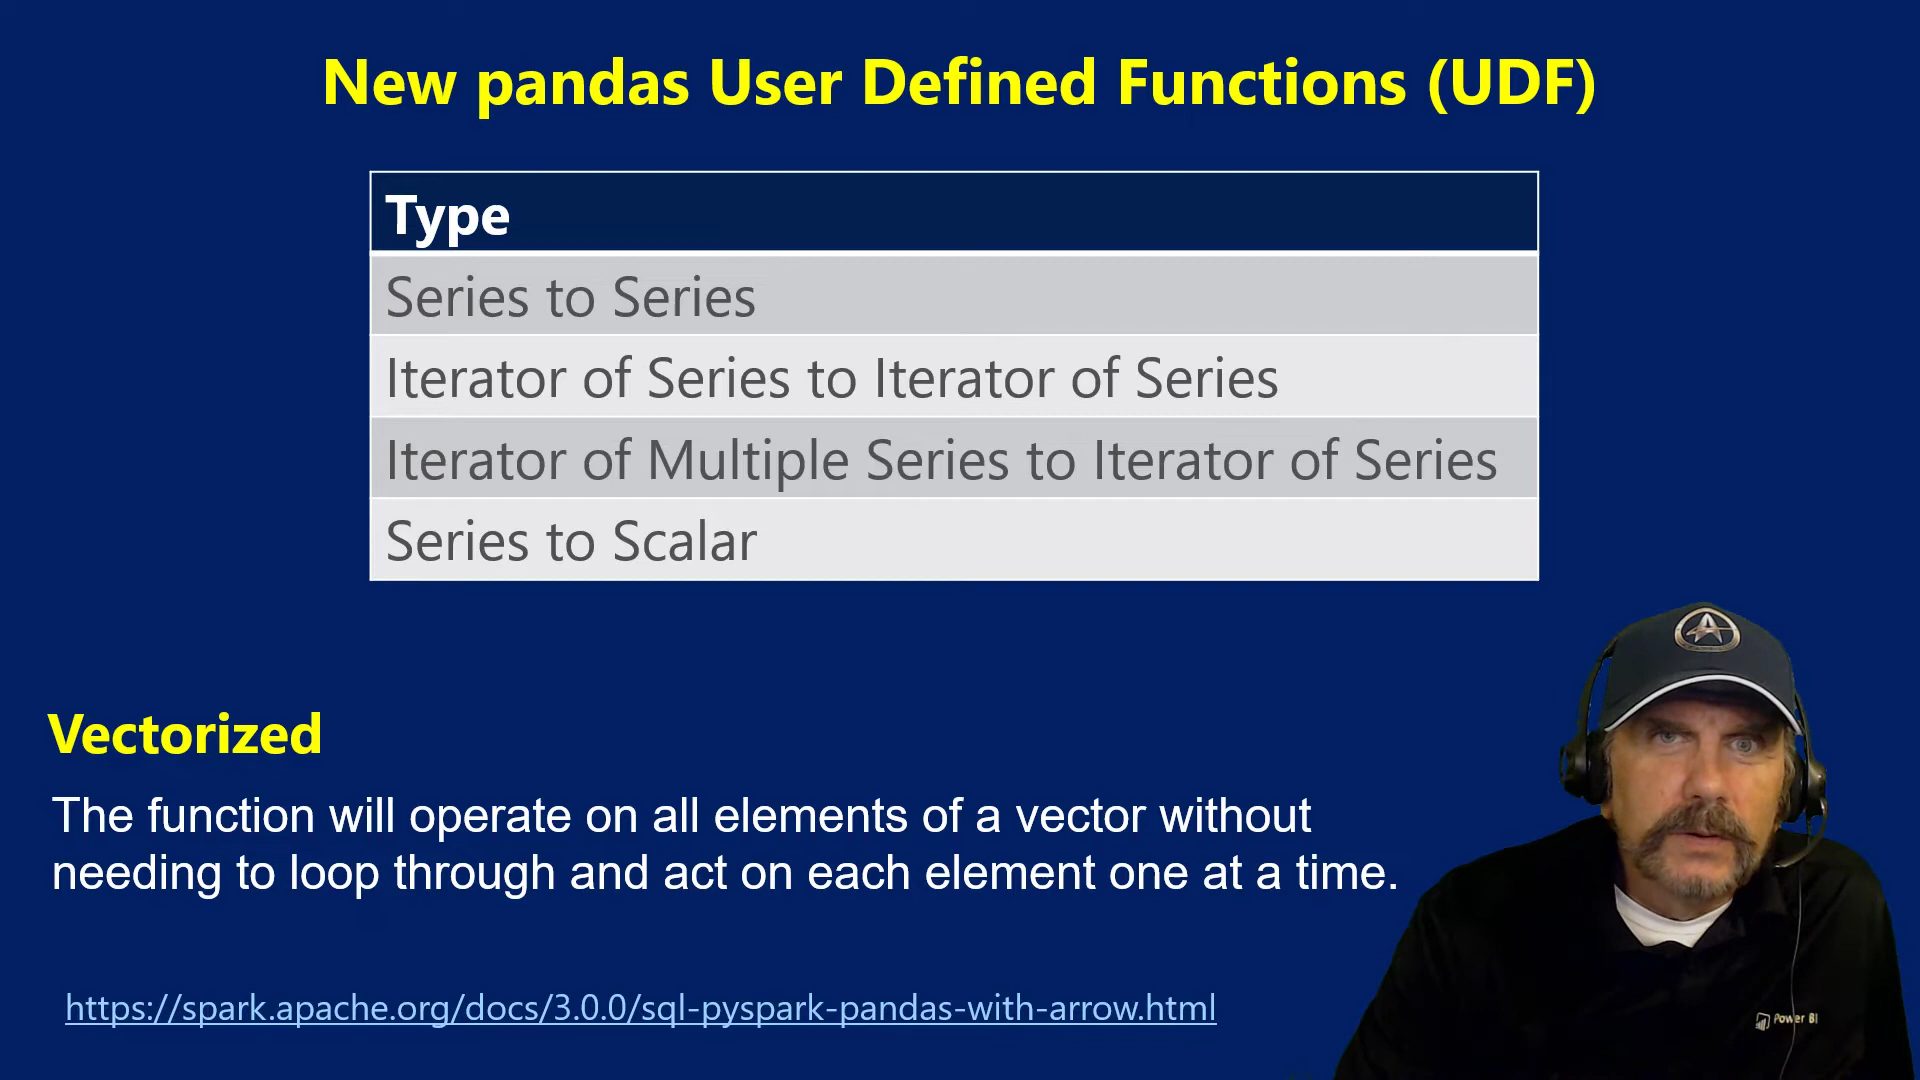 New pandas User Defined Functions (UDF)
Type
Series to Series
Iterator of Series to Iterator of Series
Iterator of Multiple Series to Iterator of Series
Series to Scalar
Vectorized
The function will operate on all elements of a vector without
needing to loop through and act on each element one at a time.
https://spark.apache.org/docs/3.0.0/sql-pyspark-pandas-with-arrow.html
Power BI